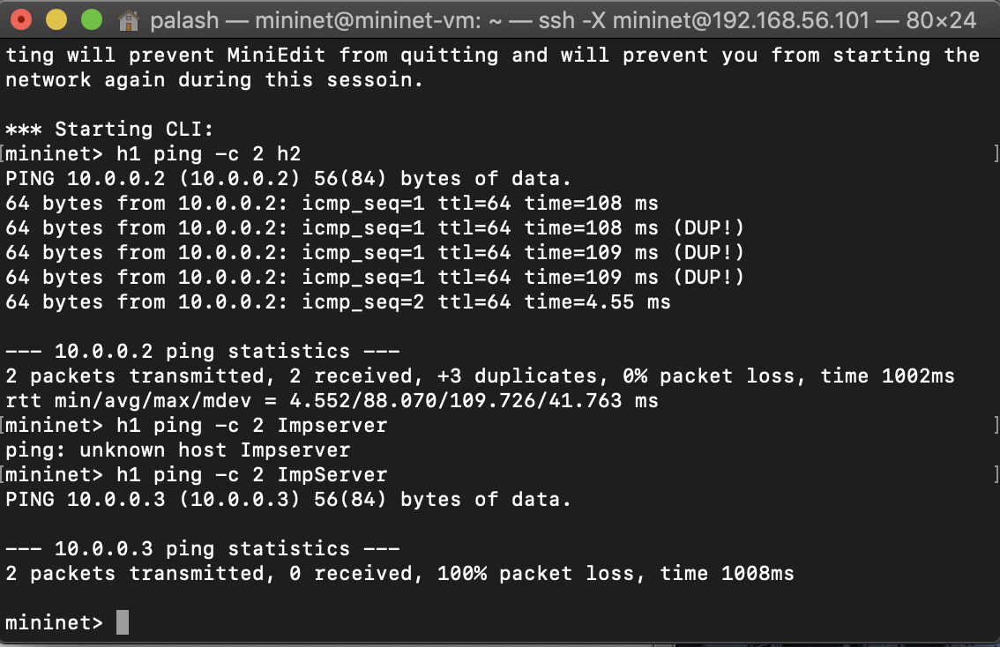 palash — mininet@mininet-vm: ~ — ssh -X mininet@192.168.56.101 — 80×24
ting will prevent MiniEdit from quitting and will prevent you from starting the
network again during this sessoin.
*** Starting CLI:
[mininet> h1 ping -c 2 h2 ]
PING 10.0.0.2 (10.0.0.2) 56(84) bytes of data.
64 bytes from 10.0.0.2: icmp_seq=1 ttl=64 time=108 ms
64 bytes from 10.0.0.2: icmp_seq=1 ttl=64 time=108 ms (DUP!)
64 bytes from 10.0.0.2: icmp_seq=1 ttl=64 time=109 ms (DUP!)
64 bytes from 10.0.0.2: icmp_seq=1 ttl=64 time=109 ms (DUP!)
64 bytes from 10.0.0.2: icmp_seq=2 ttl=64 time=4.55 ms
--- 10.0.0.2 ping statistics ---
2 packets transmitted, 2 received, +3 duplicates, 0% packet loss, time 1002ms
rtt min/avg/max/mdev = 4.552/88.070/109.726/41.763 ms
[mininet> h1 ping -c 2 Impserver ]
ping: unknown host Impserver
[mininet> h1 ping -c 2 ImpServer ]
PING 10.0.0.3 (10.0.0.3) 56(84) bytes of data.
--- 10.0.0.3 ping statistics ---
2 packets transmitted, 0 received, 100% packet loss, time 1008ms
mininet>